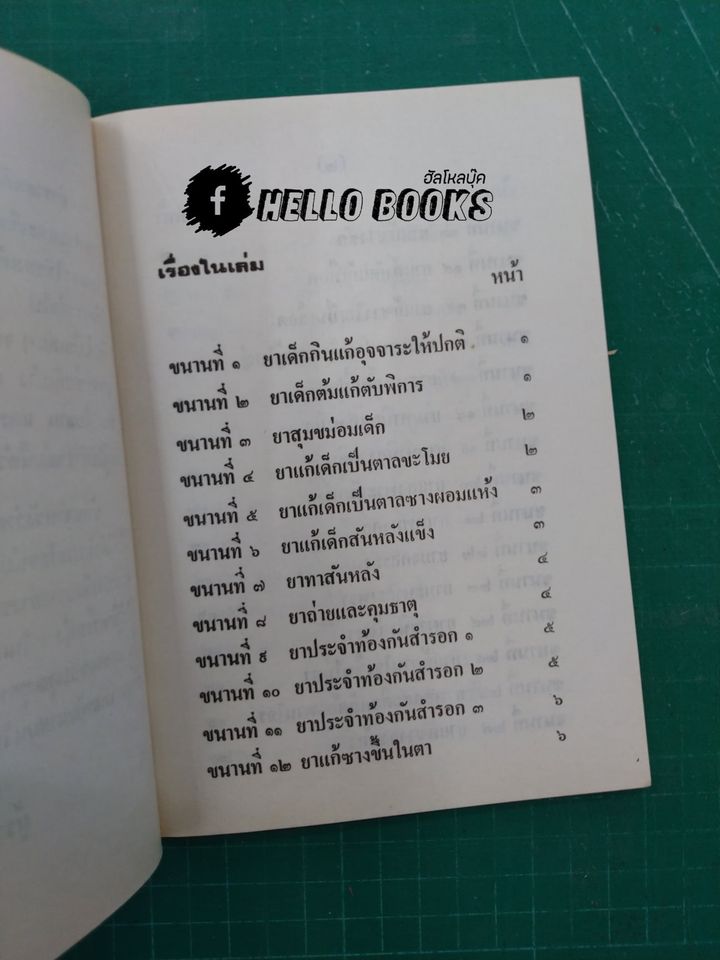 ฮัลโหลบุ๊ค
f HELLO BOOKS
เรื่องในเล่ม
หน้า
ขนานที่ ๑ ยาเด็กกินแก้อุจจาระให้ปกติ ๑
ขนานที่ ๒ ยาเด็กต้มแก้ตับพิการ ๑
ขนานที่ ๓ ยาสุมขม่อมเด็ก ๒
ขนานที่ ๔ ยาแก้เด็กเป็นตาลขะโมย ๒
ขนานที่ ๕ ยาแก้เด็กเป็นตาลซางผอมแห้ง ๓
ขนานที่ ๖ ยาแก้เด็กสันหลังแข็ง ๓
ขนานที่ ๗ ยาทาสันหลัง ๔
ขนานที่ ๘ ยาถ่ายและคุมธาตุ ๔
ขนานที่ ๙ ยาประจำท้องกันสำรอก ๑ ๕
ขนานที่ ๑๐ ยาประจำท้องกันสำรอก ๒ ๕
ขนานที่ ๑๑ ยาประจำท้องกันสำรอก ๓ ๖
ขนานที่ ๑๒ ยาแก้ซางขึ้นในตา ๖